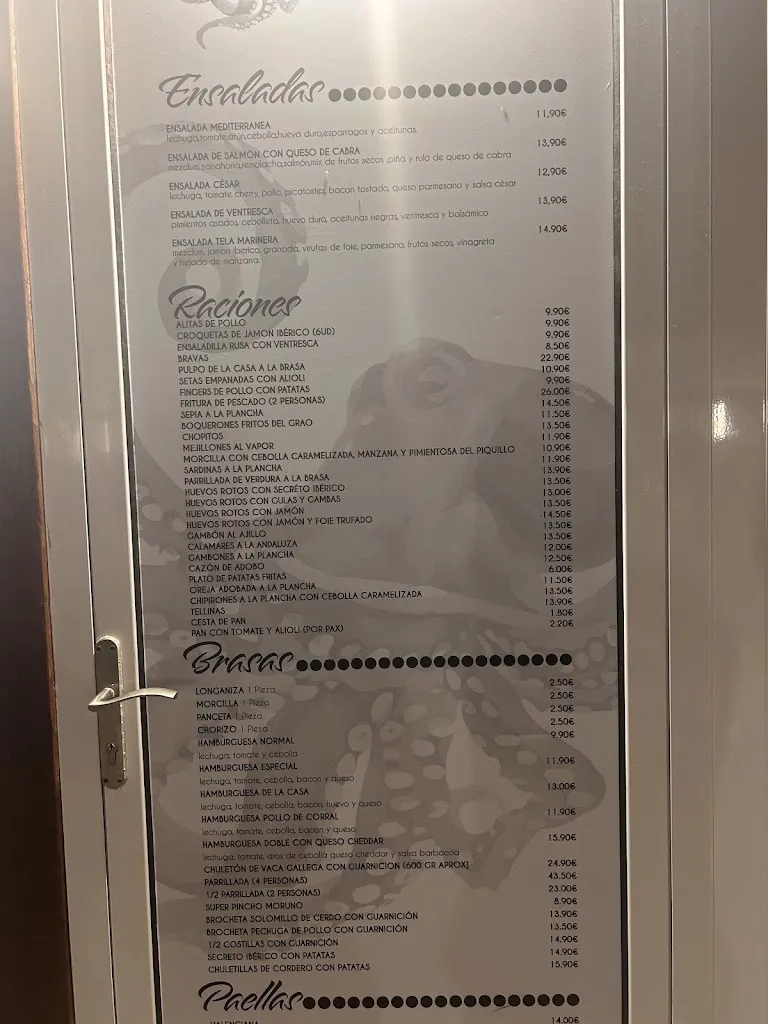 Ensaladas
ENSALADA MEDITERRANEA 11,90€
lechuga,tomate,atún,cebolla,huevo duro,esparragos y aceitunas.
ENSALADA DE SALMÓN CON QUESO DE CABRA 13,90€
mezclum,zanahoria,remolacha,salmón,mix de frutos secos ,piña y rulo de queso de cabra
ENSALADA CÉSAR 12,90€
lechuga, tomate cherry, pollo, picatostes, bacon tostado, queso parmesano y salsa césar
ENSALADA DE VENTRESCA 13,90€
pimientos asados, cebolleta, huevo duro, aceitunas negras, ventresca y balsámico
ENSALADA TELA MARINERA 14.90€
mezclum, jamon iberico, granada, virutas de foie, parmesano, frutos secos, vinagreta
y helado de manzana.
Raciones
ALITAS DE POLLO 9.90€
CROQUETAS DE JAMON IBÉRICO (6UD) 9.90€
ENSALADILLA RUSA CON VENTRESCA 9.90€
BRAVAS 8.50€
PULPO DE LA CASA A LA BRASA 22.90€
SETAS EMPANADAS CON ALIOLI 10.90€
FINGERS DE POLLO CON PATATAS 9.90€
FRITURA DE PESCADO (2 PERSONAS) 26.00€
SEPIA A LA PLANCHA 14.50€
BOQUERONES FRITOS DEL GRAO 11.50€
CHOPITOS 13.50€
MEJILLONES AL VAPOR 11.90€
MORCILLA CON CEBOLLA CARAMELIZADA, MANZANA Y PIMIENTOSA DEL PIQUILLO 10.90€
SARDINAS A LA PLANCHA 11.90€
PARRILLADA DE VERDURA A LA BRASA 13.90€
HUEVOS ROTOS CON SECRÉTO IBÉRICO 13.50€
HUEVOS ROTOS CON GULAS Y GAMBAS 13.00€
HUEVOS ROTOS CON JAMÓN 13.50€
HUEVOS ROTOS CON JAMÓN Y FOIE TRUFADO 14.50€
GAMBÓN AL AJILLO 13.50€
CALAMARES A LA ANDALUZA 13.50€
GAMBONES A LA PLANCHA 12.00€
CAZÓN DE ADOBO 12.50€
PLATO DE PATATAS FRITAS 6.00€
OREJA ADOBADA A LA PLANCHA 11.50€
CHIPIRONES A LA PLANCHA CON CEBOLLA CARAMELIZADA 13.50€
TELLINAS 13.90€
CESTA DE PAN 1.80€
PAN CON TOMATE Y ALIOLI (POR PAX) 2.20€
Brasas
LONGANIZA 1 Pieza 2.50€
MORCILLA 1 Pieza 2.50€
PANCETA 1 Pieza 2.50€
CHORIZO 1 Pieza 2.50€
HAMBURGUESA NORMAL 9.90€
lechuga, tomate y cebolla
HAMBURGUESA ESPECIAL 11.90€
lechuga, tomate, cebolla, bacon y queso
HAMBURGUESA DE LA CASA 13.00€
lechuga, tomate, cebolla, bacon, huevo y queso
HAMBURGUESA POLLO DE CORRAL 11.90€
lechuga, tomate, cebolla, bacon y queso
HAMBURGUESA DOBLE CON QUESO CHEDDAR 15.90€
lechuga, tomate, aros de cebolla queso cheddar y salsa barbacoa
CHULETÓN DE VACA GALLEGA CON GUARNICION (600 GR APROX) 24.90€
PARRILLADA (4 PERSONAS) 43.50€
1/2 PARRILLADA (2 PERSONAS) 23.00€
SUPER PINCHO MORUNO 8.90€
BROCHETA SOLOMILLO DE CERDO CON GUARNICIÓN 13.90€
BROCHETA PECHUGA DE POLLO CON GUARNICIÓN 13.50€
1/2 COSTILLAS CON GUARNICIÓN 14.90€
SECRETO IBÉRICO CON PATATAS 14.90€
CHULETILLAS DE CORDERO CON PATATAS 15.90€
Paellas
VALENCIANA 14.00€